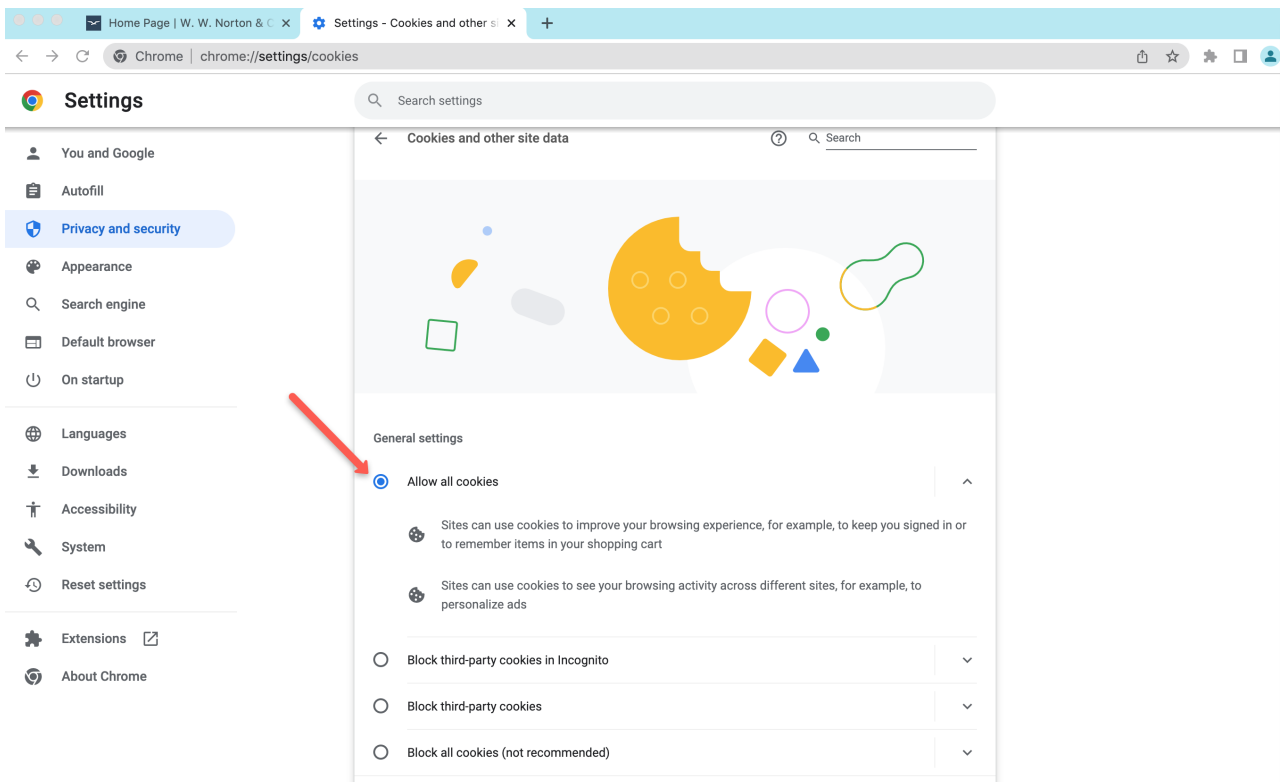 Home Page | W. W. Norton & C
Settings - Cookies and other s
Chrome | chrome://settings/cookies
Settings
Search settings
You and Google
Autofill
Privacy and security
Appearance
Search engine
Default browser
On startup
Languages
Downloads
Accessibility
System
Reset settings
Extensions
About Chrome
Cookies and other site data
Search
General settings
Allow all cookies
Sites can use cookies to improve your browsing experience, for example, to keep you signed in or
to remember items in your shopping cart
Sites can use cookies to see your browsing activity across different sites, for example, to
personalize ads
Block third-party cookies in Incognito
Block third-party cookies
Block all cookies (not recommended)